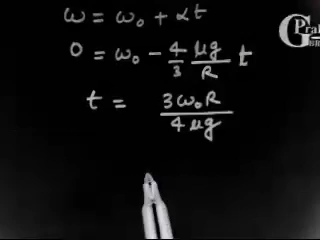 ω = ω₀ + αt
0 = ω₀ − 4/3 μg/R t
t = 3ω₀R / 4μg